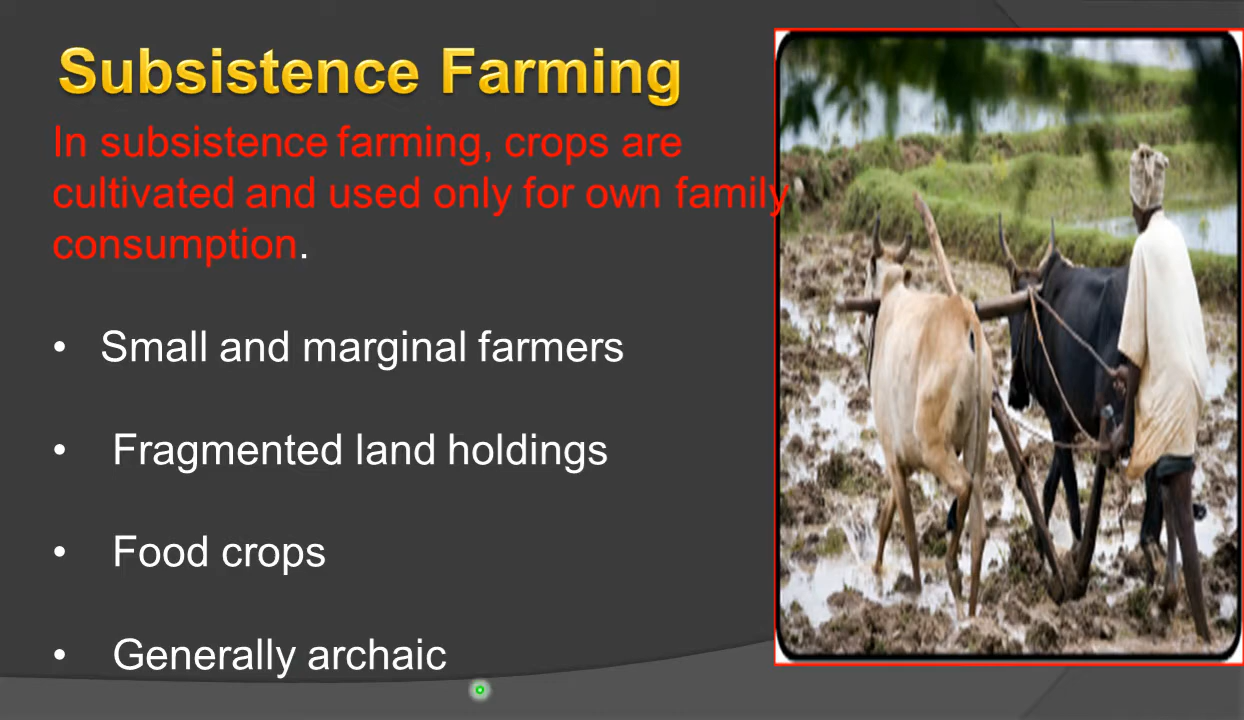 Subsistence Farming
In subsistence farming, crops are
cultivated and used only for own family
consumption.
• Small and marginal farmers
• Fragmented land holdings
• Food crops
• Generally archaic